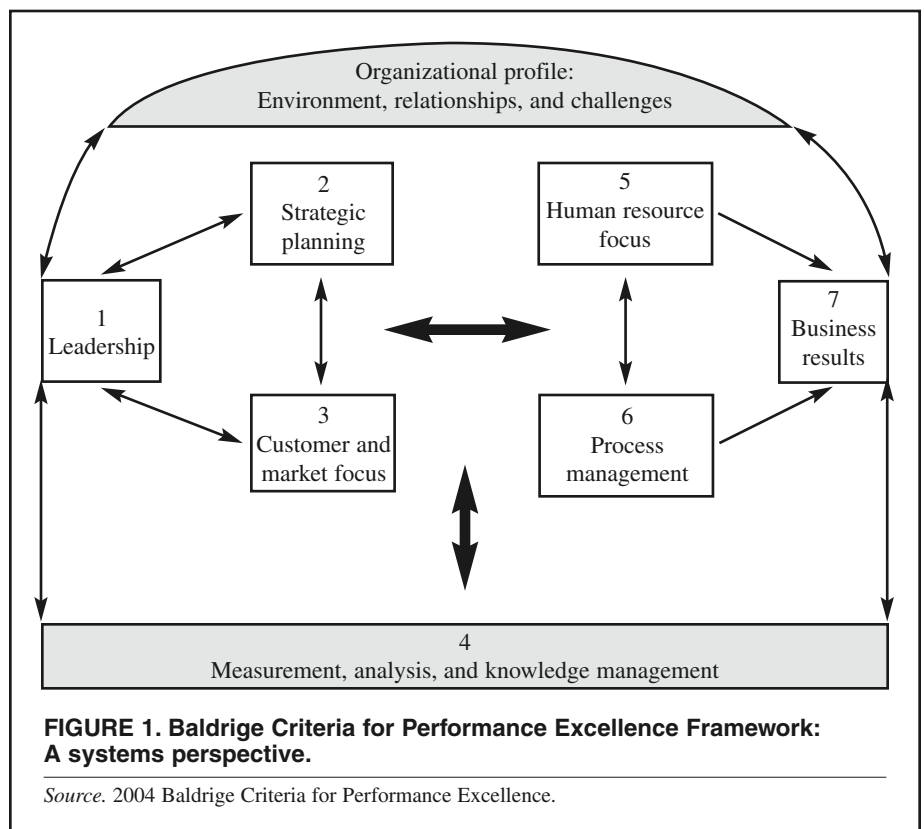 Organizational profile:
Environment, relationships, and challenges
2
Strategic
planning
5
Human resource
focus
1
Leadership
7
Business
results
3
Customer and
market focus
6
Process
management
4
Measurement, analysis, and knowledge management
FIGURE 1. Baldrige Criteria for Performance Excellence Framework:
A systems perspective.
Source. 2004 Baldrige Criteria for Performance Excellence.